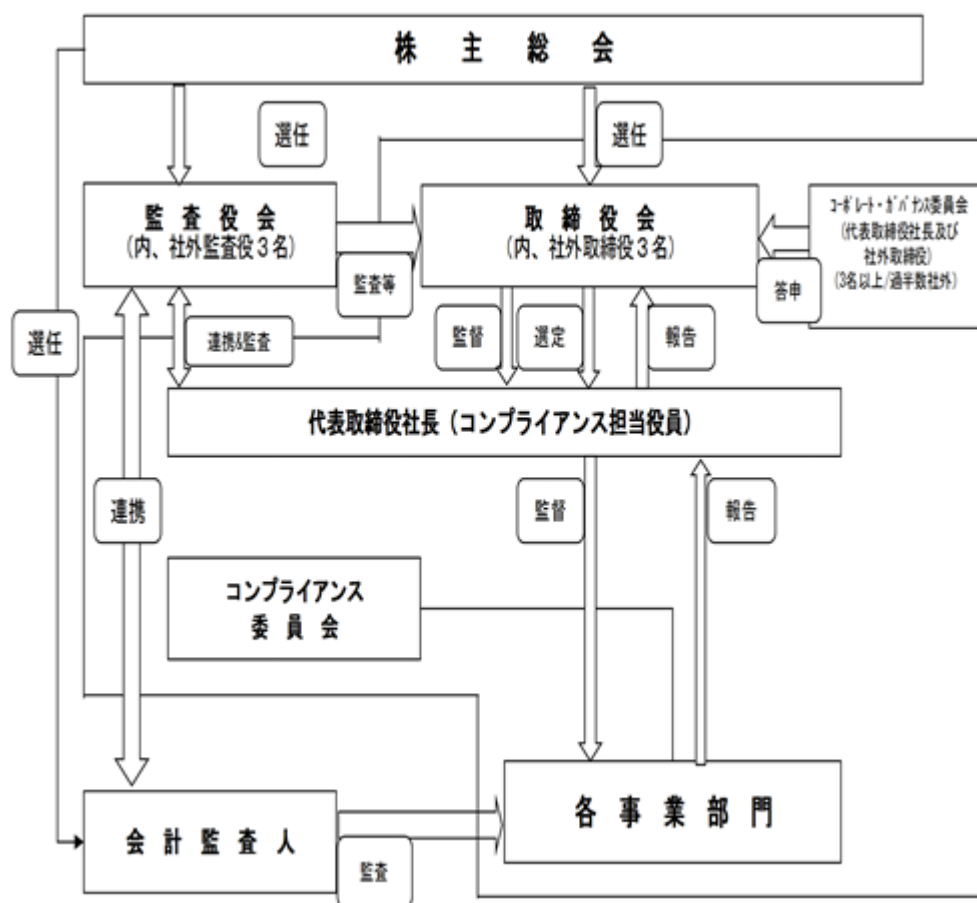 株主総会
選任
選任
監査役会
(内、社外監査役３名)
取締役会
(内、社外取締役３名)
ｺｰﾎﾟﾚｰﾄ・ｶﾞﾊﾞﾅﾝｽ委員会
(代表取締役社長及び
社外取締役)
(3名以上/過半数社外)
監査等
答申
選任
連携&監査
監督
選定
報告
代表取締役社長（コンプライアンス担当役員）
連携
監督
報告
コンプライアンス
委員会
各事業部門
会計監査人
監査